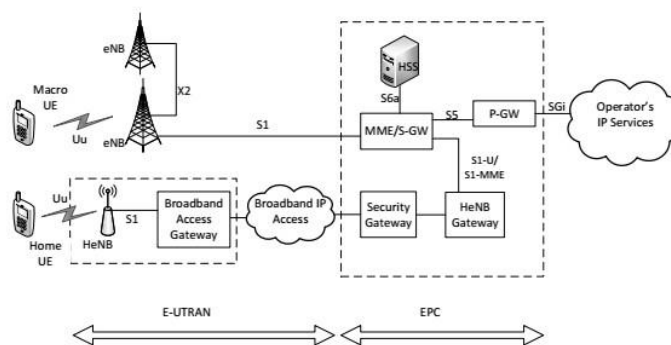 eNB
X2
HSS
Macro
UE
Uu
eNB
S1
S6a
MME/S-GW
S5
P-GW
SGi
Operator's
IP Services
S1-U/
S1-MME
Uu
Home
UE
HeNB
S1
Broadband
Access
Gateway
Broadband IP
Access
Security
Gateway
HeNB
Gateway
E-UTRAN
EPC